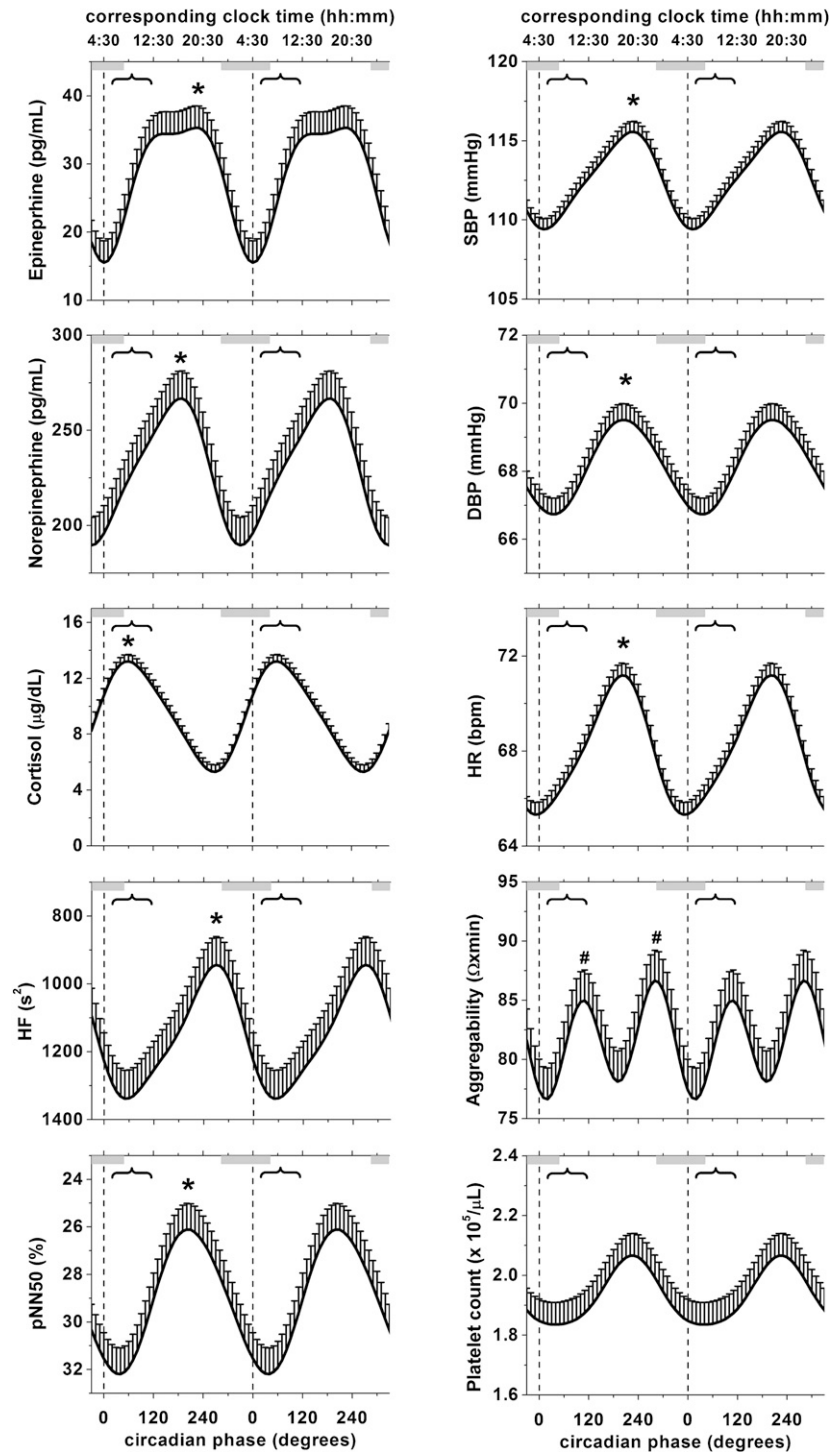 corresponding clock time (hh:mm)
4:30 12:30 20:30 4:30 12:30 20:30
Epineprhine (pg/mL)
40
30
20
10
*
Norepineprhine (pg/mL)
300
250
200
*
Cortisol (μg/dL)
16
12
8
4
0
*
HF (s²)
800
1000
1200
1400
*
pNN50 (%)
24
26
28
30
32
*
0 120 240 0 120 240
circadian phase (degrees)
corresponding clock time (hh:mm)
4:30 12:30 20:30 4:30 12:30 20:30
SBP (mmHg)
120
115
110
105
*
DBP (mmHg)
72
70
68
66
*
HR (bpm)
72
68
64
*
Aggregability (Ωxmin)
95
90
85
80
75
# #
Platelet count (x 10⁵/μL)
2.4
2.2
2.0
1.8
1.6
0 120 240 0 120 240
circadian phase (degrees)